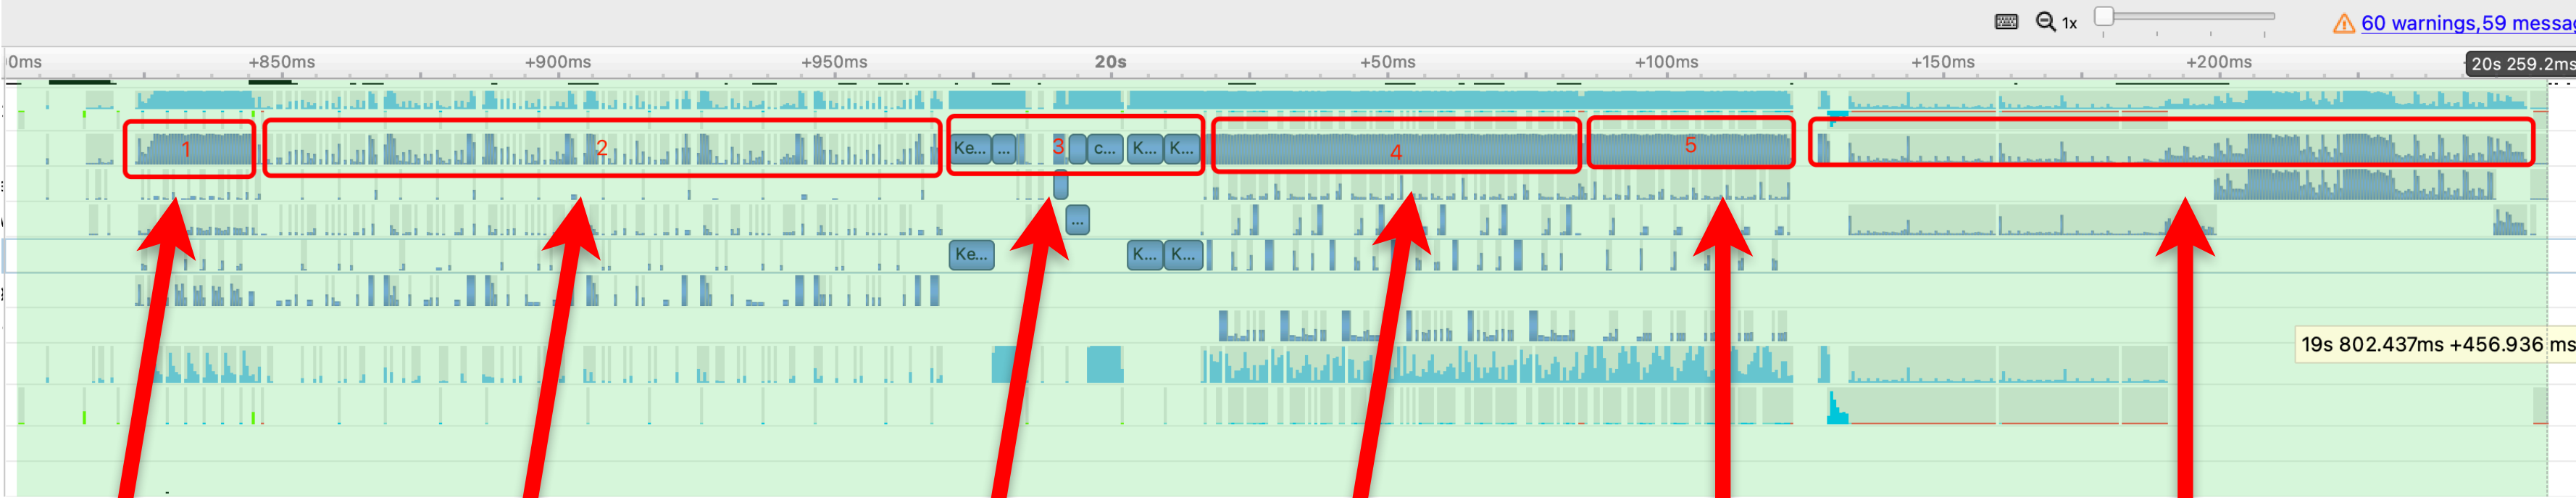 1x
60 warnings,59 messa
0ms +850ms +900ms +950ms 20s +50ms +100ms +150ms +200ms 20s 259.2ms
1 2 Ke... ... 3 c... K... K... 4 5
...
Ke... K... K...
19s 802.437ms +456.936 ms